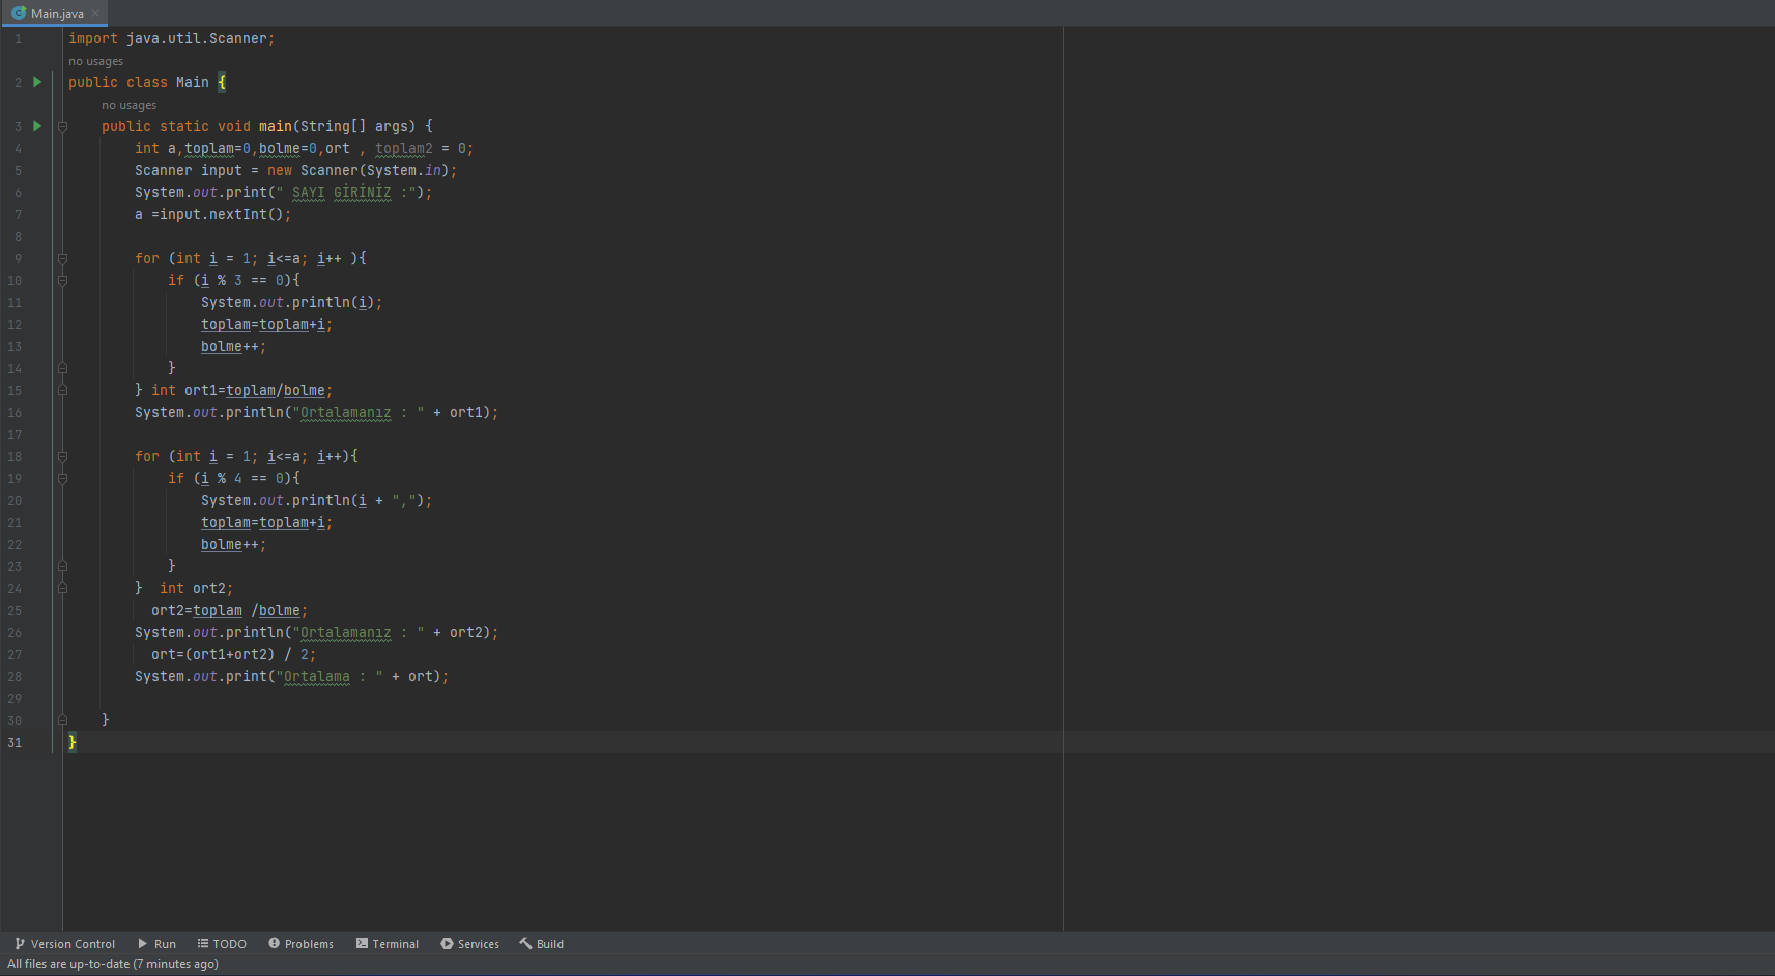 Main.java
1 import java.util.Scanner;
no usages
2 public class Main {
no usages
3 public static void main(String[] args) {
4 int a,toplam=0,bolme=0,ort , toplam2 = 0;
5 Scanner input = new Scanner(System.in);
6 System.out.print(" SAYI GİRİNİZ :");
7 a =input.nextInt();
8
9 for (int i = 1; i<=a; i++ ){
10 if (i % 3 == 0){
11 System.out.println(i);
12 toplam=toplam+i;
13 bolme++;
14 }
15 } int ort1=toplam/bolme;
16 System.out.println("Ortalamanız : " + ort1);
17
18 for (int i = 1; i<=a; i++){
19 if (i % 4 == 0){
20 System.out.println(i + ",");
21 toplam=toplam+i;
22 bolme++;
23 }
24 }  int ort2;
25 ort2=toplam /bolme;
26 System.out.println("Ortalamanız : " + ort2);
27 ort=(ort1+ort2) / 2;
28 System.out.print("Ortalama : " + ort);
29
30 }
31 }
Version Control Run TODO Problems Terminal Services Build
All files are up-to-date (7 minutes ago)